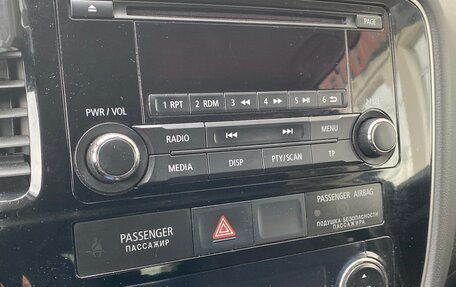 PAGE
1 RPT 2 RDM 3 ◀◀ 4 ▶▶ 5 ▶II 6 ⮌
PWR / VOL
RADIO MENU
MEDIA DISP PTY/SCAN TP
PASSENGER
ПАССАЖИР
PASSENGER AIRBAG
ПОДУШКА БЕЗОПАСНОСТИ
ПАССАЖИРА